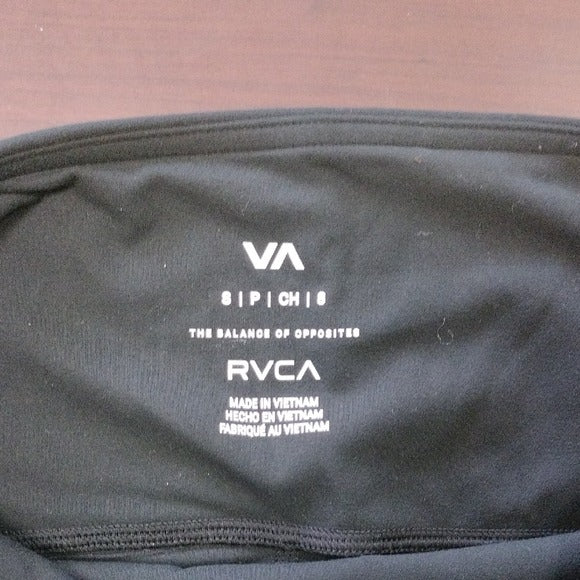 VA
S | P | CH | S
THE BALANCE OF OPPOSITES
RVCA
MADE IN VIETNAM
HECHO EN VIETNAM
FABRIQUÉ AU VIETNAM